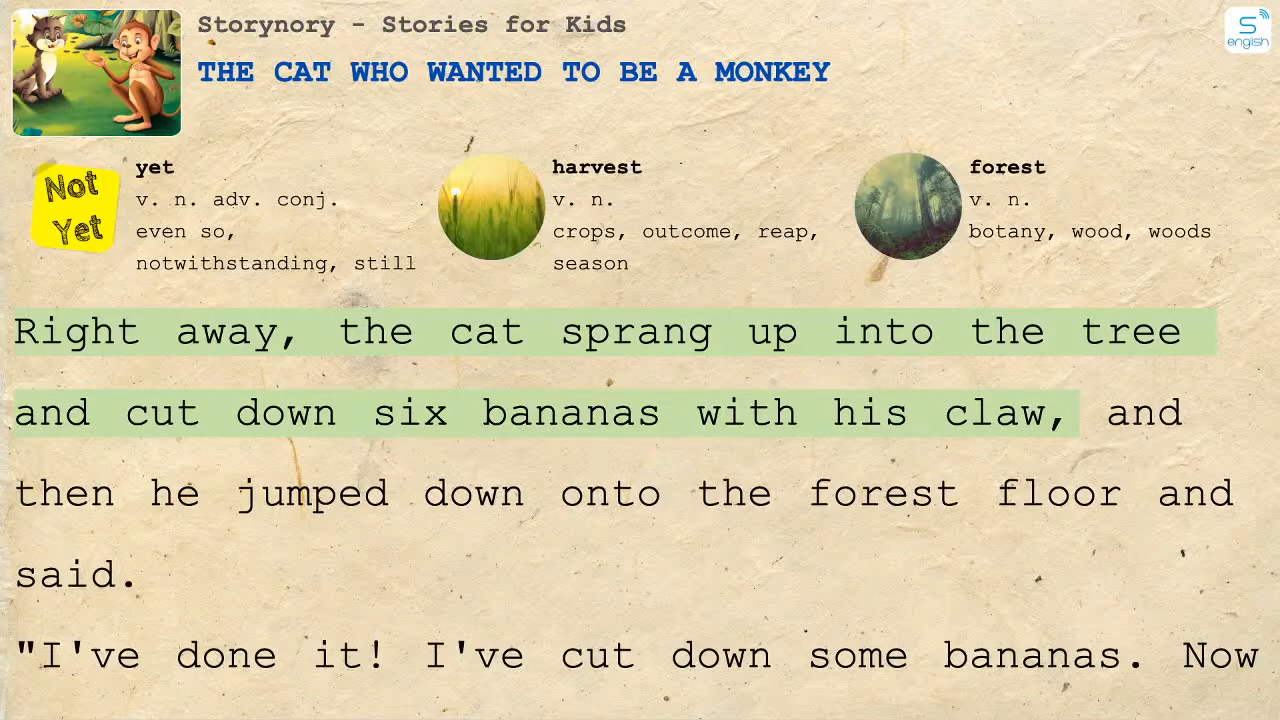 Storynory - Stories for Kids
THE CAT WHO WANTED TO BE A MONKEY
S
english
Not
Yet
yet
v. n. adv. conj.
even so,
notwithstanding, still
harvest
v. n.
crops, outcome, reap,
season
forest
v. n.
botany, wood, woods
Right away, the cat sprang up into the tree
and cut down six bananas with his claw, and
then he jumped down onto the forest floor and
said.
"I've done it! I've cut down some bananas. Now